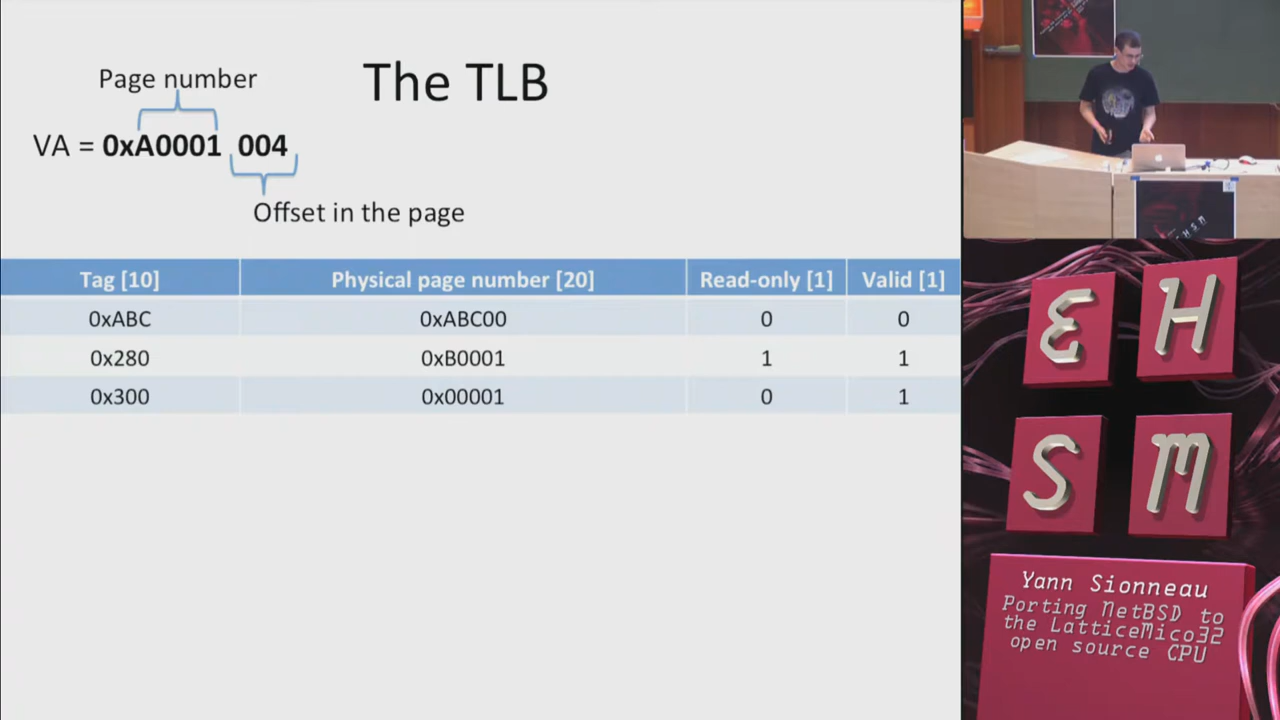 The TLB
Page number
VA = 0xA0001 004
Offset in the page
Tag [10] Physical page number [20] Read-only [1] Valid [1]
0xABC 0xABC00 0 0
0x280 0xB0001 1 1
0x300 0x00001 0 1
E H
S M
Yann Sionneau
Porting NetBSD to
the LatticeMico32
open source CPU